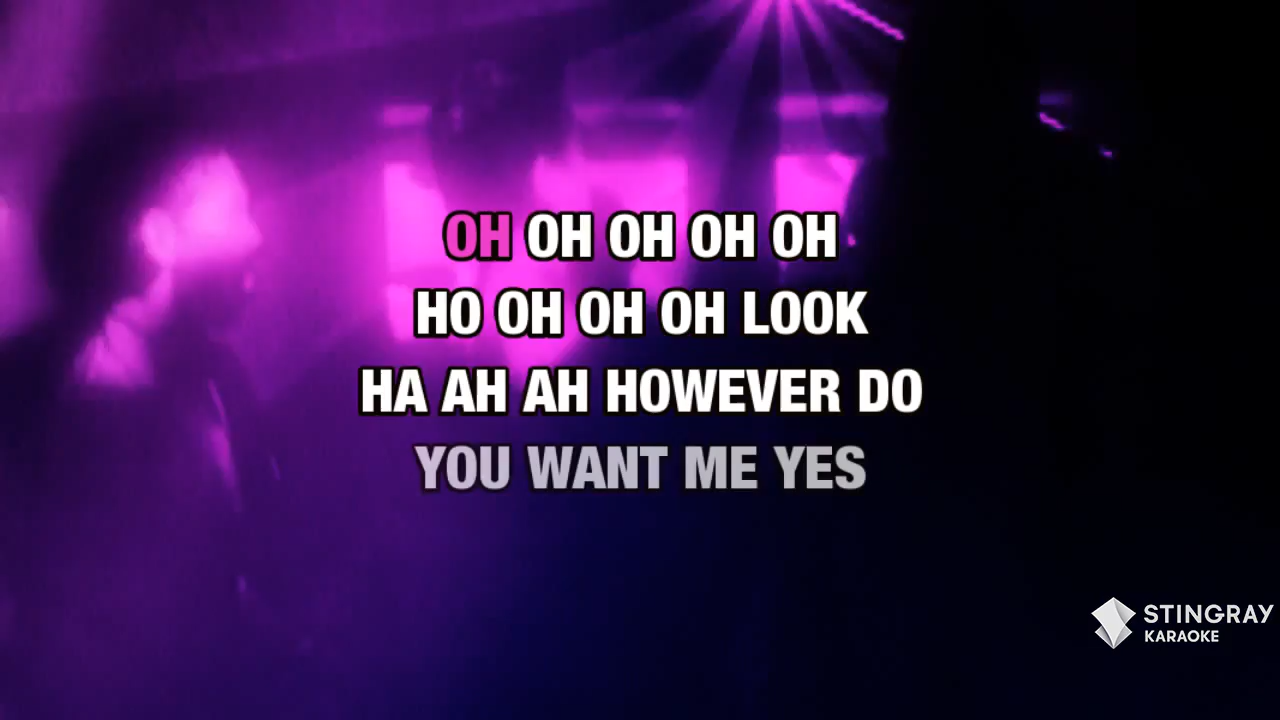 OH OH OH OH OH
HO OH OH OH LOOK
HA AH AH HOWEVER DO
YOU WANT ME YES
STINGRAY
KARAOKE